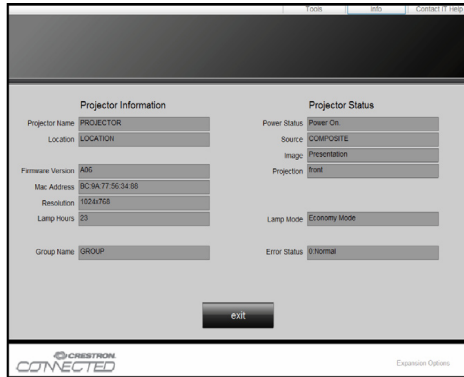 Tools Info Contact IT Help
Projector Information
Projector Name PROJECTOR
Location LOCATION
Firmware Version A06
Mac Address BC:9A:77:56:34:88
Resolution 1024x768
Lamp Hours 23
Group Name GROUP
Projector Status
Power Status Power On.
Source COMPOSITE
Image Presentation
Projection front
Lamp Mode Economy Mode
Error Status 0:Normal
exit
CRESTRON
CONNECTED
Expansion Options